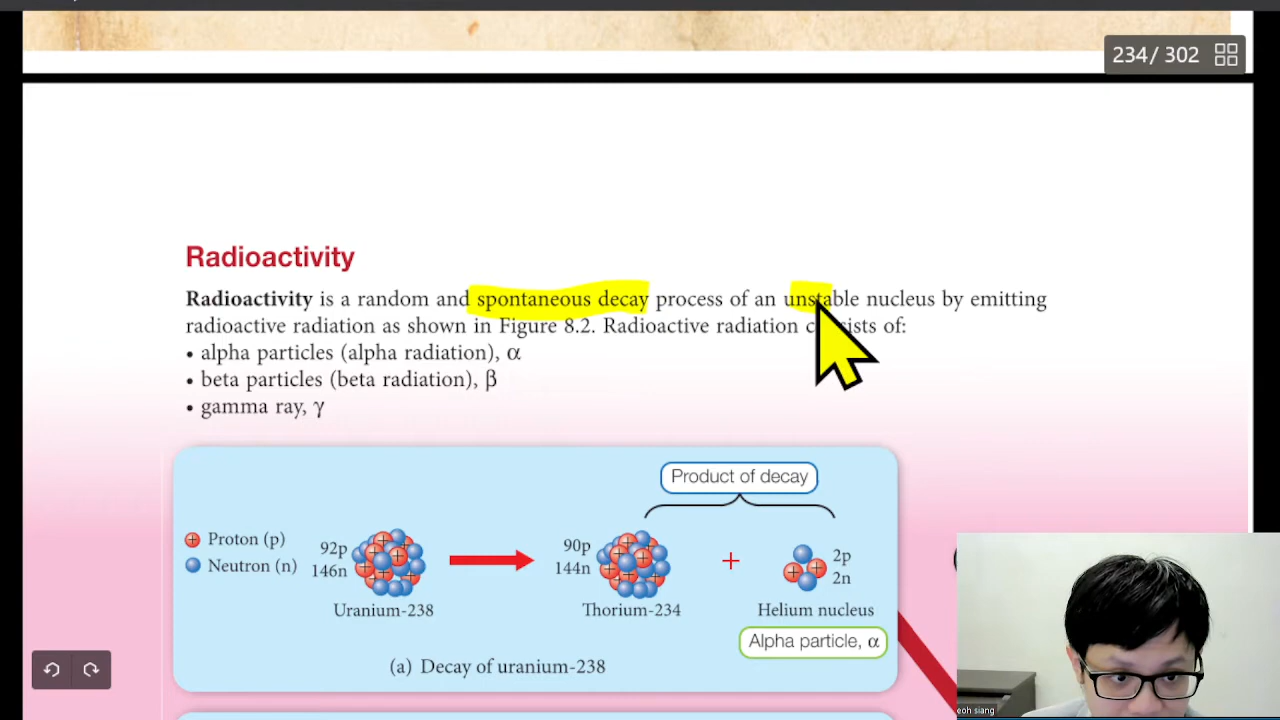 234/ 302
Radioactivity
Radioactivity is a random and spontaneous decay process of an unstable nucleus by emitting
radioactive radiation as shown in Figure 8.2. Radioactive radiation of:
• alpha particles (alpha radiation), α
• beta particles (beta radiation), β
• gamma ray, γ
Product of decay
Proton (p)
Neutron (n)
92p
146n
Uranium-238
90p
144n
Thorium-234
+
2p
2n
Helium nucleus
Alpha particle, α
(a) Decay of uranium-238
eoh siang